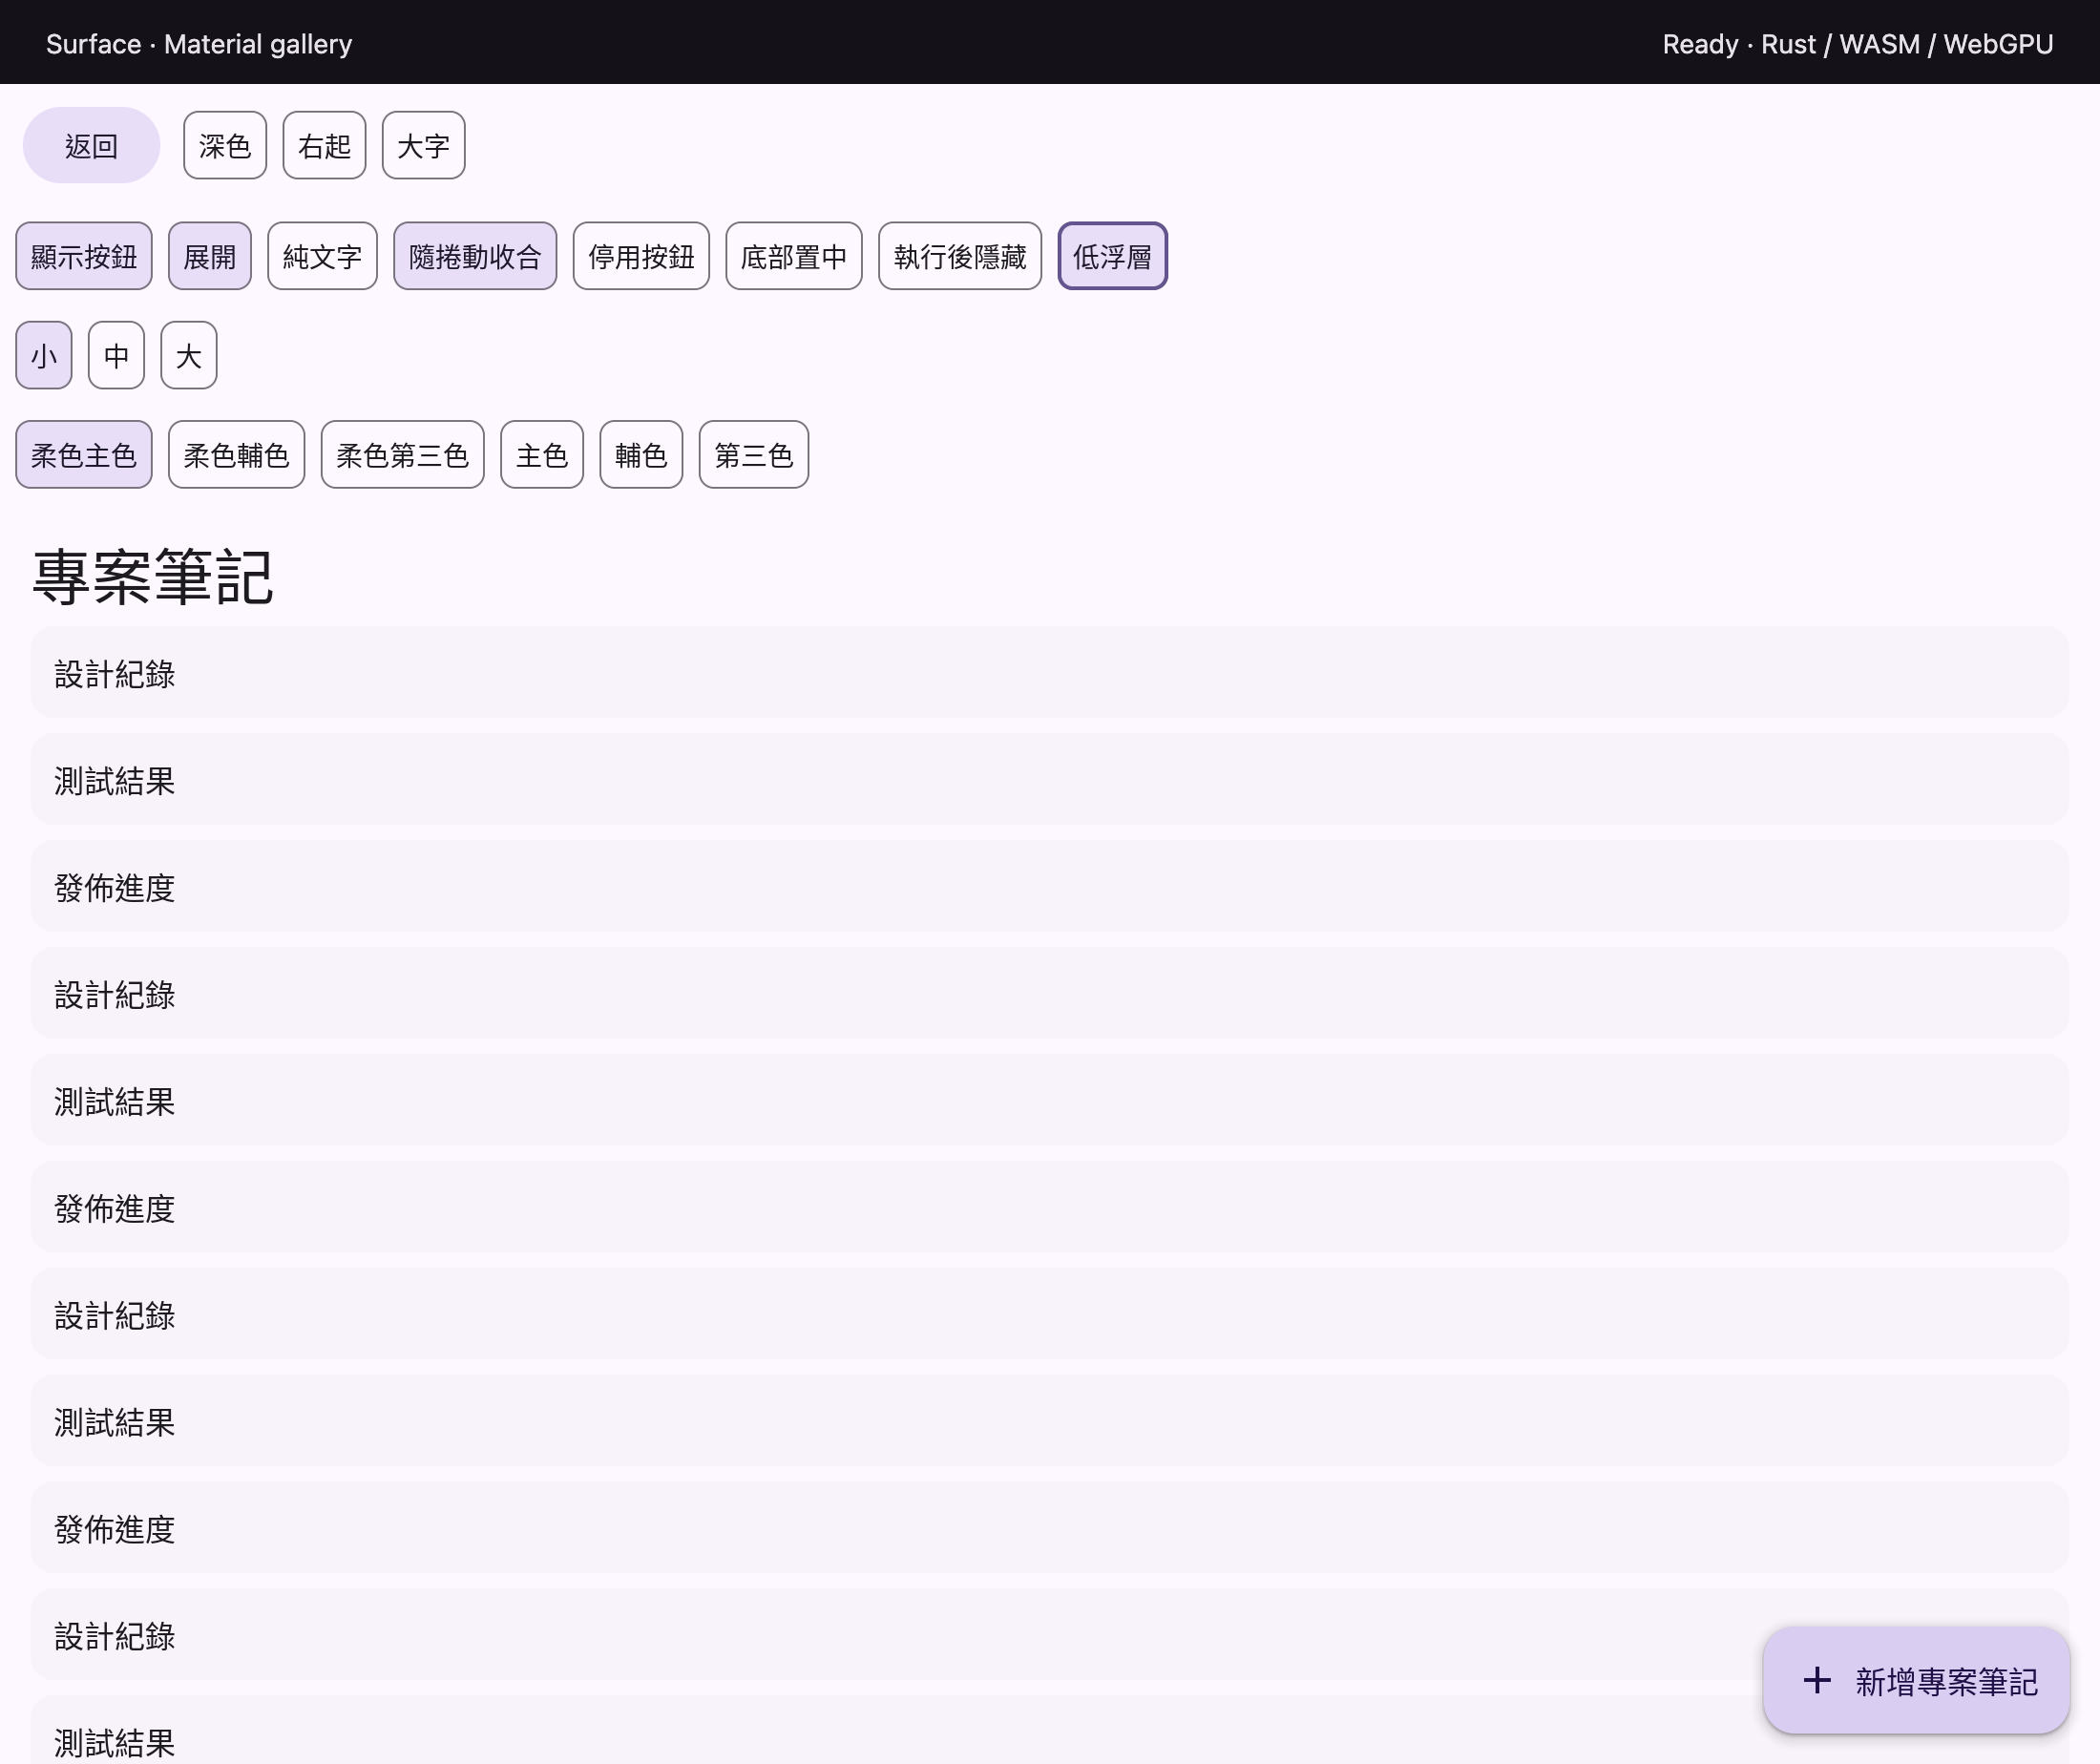 Surface · Material gallery
Ready · Rust / WASM / WebGPU
返回 深色 右起 大字
顯示按鈕 展開 純文字 隨捲動收合 停用按鈕 底部置中 執行後隱藏 低浮層
小 中 大
柔色主色 柔色輔色 柔色第三色 主色 輔色 第三色
專案筆記
設計紀錄
測試結果
發佈進度
設計紀錄
測試結果
發佈進度
設計紀錄
測試結果
發佈進度
設計紀錄
新增專案筆記
測試結果